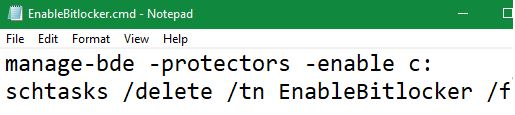 EnableBitlocker.cmd - Notepad
File Edit Format View Help
manage-bde -protectors -enable c:
schtasks /delete /tn EnableBitlocker /f